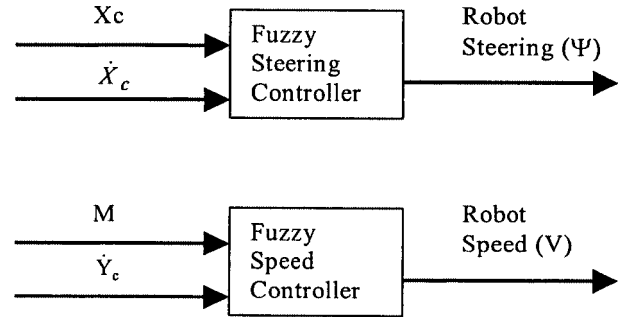 Xc
Ẋc
Fuzzy
Steering
Controller
Robot
Steering (Ψ)
M
Ẏc
Fuzzy
Speed
Controller
Robot
Speed (V)